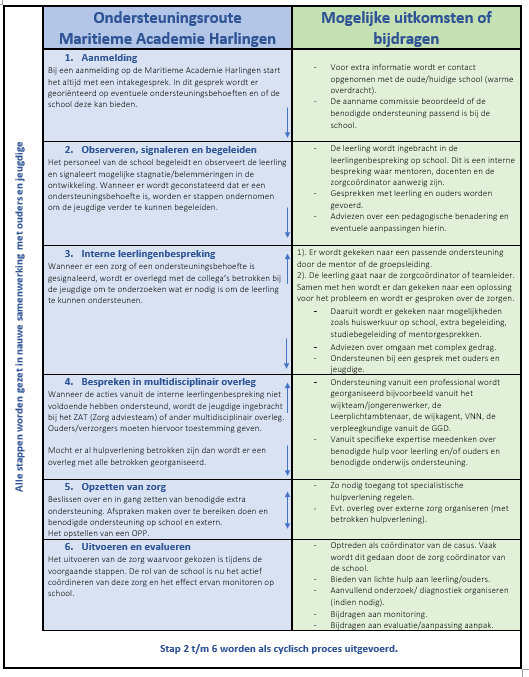 Alle stappen worden gezet in nauwe samenwerking met ouders en jeugdige
Ondersteuningsroute
Maritieme Academie Harlingen
Mogelijke uitkomsten of
bijdragen
1. Aanmelding
Bij een aanmelding op de Maritieme Academie Harlingen start
het altijd met een intakegesprek. In dit gesprek wordt er
georiënteerd op eventuele ondersteuningsbehoeften en of de
school deze kan bieden.
- Voor extra informatie wordt er contact
opgenomen met de oude/huidige school (warme
overdracht).
- De aanname commissie beoordeeld of de
benodigde ondersteuning passend is bij de
school.
2. Observeren, signaleren en begeleiden
Het personeel van de school begeleidt en observeert de leerling
en signaleert mogelijke stagnatie/belemmeringen in de
ontwikkeling. Wanneer er wordt geconstateerd dat er een
ondersteuningsbehoefte is, worden er stappen ondernomen
om de jeugdige verder te kunnen begeleiden.
- De leerling wordt ingebracht in de
leerlingenbespreking op school. Dit is een interne
bespreking waar mentoren, docenten en de
zorgcoördinator aanwezig zijn.
- Gesprekken met leerling en ouders worden
gevoerd.
- Adviezen over een pedagogische benadering en
eventuele aanpassingen hierin.
3. Interne leerlingenbespreking
Wanneer er een zorg of een ondersteuningsbehoefte is
gesignaleerd, wordt er overleg met de collega's betrokken bij
de jeugdige om te onderzoeken wat er nodig is om de leerling
te kunnen ondersteunen.
1). Er wordt gekeken naar een passende ondersteuning
door de mentor of de groepsleiding.
2). De leerling gaat naar de zorgcoördinator of teamleider.
Samen met hen wordt er dan gekeken naar een oplossing
voor het probleem en wordt er gesproken over de zorgen.
- Daaruit wordt er gekeken naar mogelijkheden
zoals huiswerkuur op school, extra begeleiding,
studiebegeleiding of mentorgesprekken.
- Adviezen over omgaan met complex gedrag.
- Ondersteunen bij een gesprek met ouders en
jeugdige.
4. Bespreken in multidisciplinair overleg
Wanneer de acties vanuit de interne leerlingenbespreking niet
voldoende hebben ondersteund, wordt de jeugdige ingebracht
bij het ZAT (Zorg adviesteam) of ander multidisciplinair overleg.
Ouders/verzorgers moeten hiervoor toestemming geven.
Mocht er al hulpverlening betrokken zijn dan wordt er een
overleg met alle betrokken georganiseerd.
- Ondersteuning vanuit een professional wordt
georganiseerd bijvoorbeeld vanuit het
wijkteam/jongerenwerker, de
Leerplichtambtenaar, de wijkagent, VNN, de
verpleegkundige vanuit de GGD.
- Vanuit specifieke expertise meedenken over
benodigde hulp voor leerling en/of ouders en
benodigde onderwijs ondersteuning.
5. Opzetten van zorg
Beslissen over en in gang zetten van benodigde extra
ondersteuning. Afspraken maken over te bereiken doen en
benodigde ondersteuning op school en extern.
Het opstellen van een OPP.
- Zo nodig toegang tot specialistische
hulpverlening regelen.
- Evt. overleg over externe zorg organiseren (met
betrokken hulpverlening).
6. Uitvoeren en evalueren
Het uitvoeren van de zorg waarvoor gekozen is tijdens de
voorgaande stappen. De rol van de school is nu het actief
coördineren van deze zorg en het effect ervan monitoren op
school.
- Optreden als coördinator van de casus. Vaak
wordt dit gedaan door de zorg coördinator van
de school.
- Bieden van lichte hulp aan leerling/ouders.
- Aanvullend onderzoek/ diagnostiek organiseren
(indien nodig).
- Bijdragen aan monitoring.
- Bijdragen aan evaluatie/aanpassing aanpak.
Stap 2 t/m 6 worden als cyclisch proces uitgevoerd.